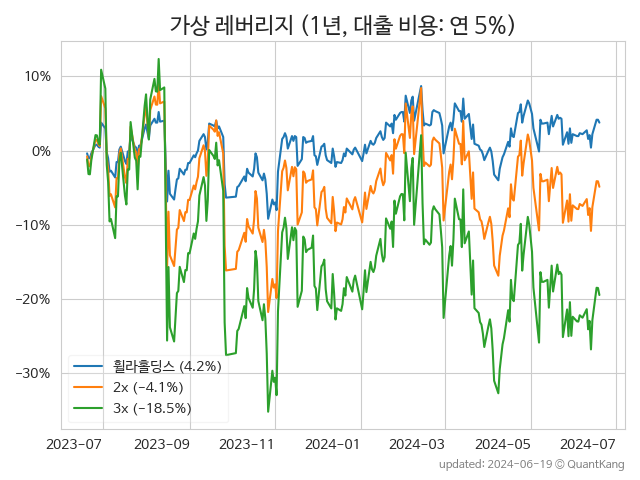 가상 레버리지 (1년, 대출 비용: 연 5%)
10%
0%
−10%
−20%
−30%
휠라홀딩스 (4.2%)
2x (−4.1%)
3x (−18.5%)
2023-07 2023-09 2023-11 2024-01 2024-03 2024-05 2024-07
updated: 2024-06-19 © QuantKang